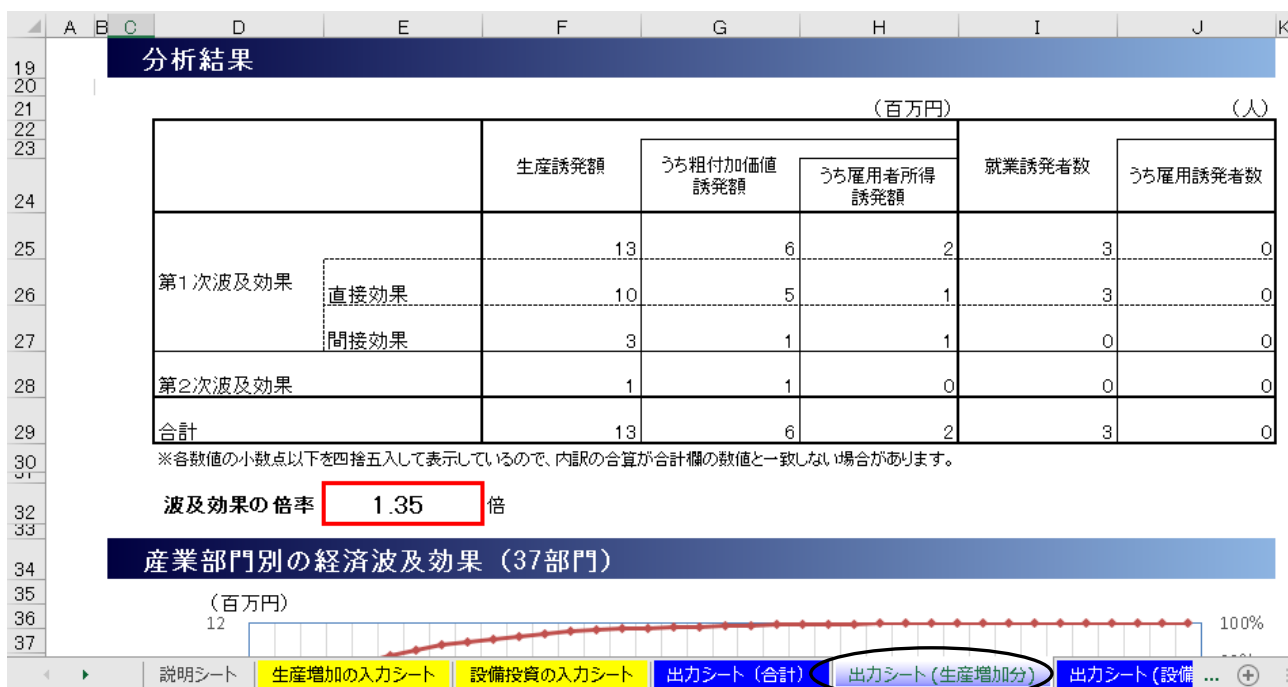 A B C D E F G H I J K
19 分析結果
20
21 (百万円) (人)
22
23
24 生産誘発額 うち粗付加価値 誘発額 うち雇用者所得 誘発額 就業誘発者数 うち雇用誘発者数
25 13 6 2 3 0
第1次波及効果
26 直接効果 10 5 1 3 0
27 間接効果 3 1 1 0 0
28 第2次波及効果 1 1 0 0 0
29 合計 13 6 2 3 0
30 ※各数値の小数点以下を四捨五入して表示しているので、内訳の合算が合計欄の数値と一致しない場合があります。
31
32 波及効果の倍率 1.35 倍
33
34 産業部門別の経済波及効果(37部門)
35 (百万円)
36 12 100%
37
説明シート 生産増加の入力シート 設備投資の入力シート 出力シート(合計) 出力シート(生産増加分) 出力シート(設備 ...